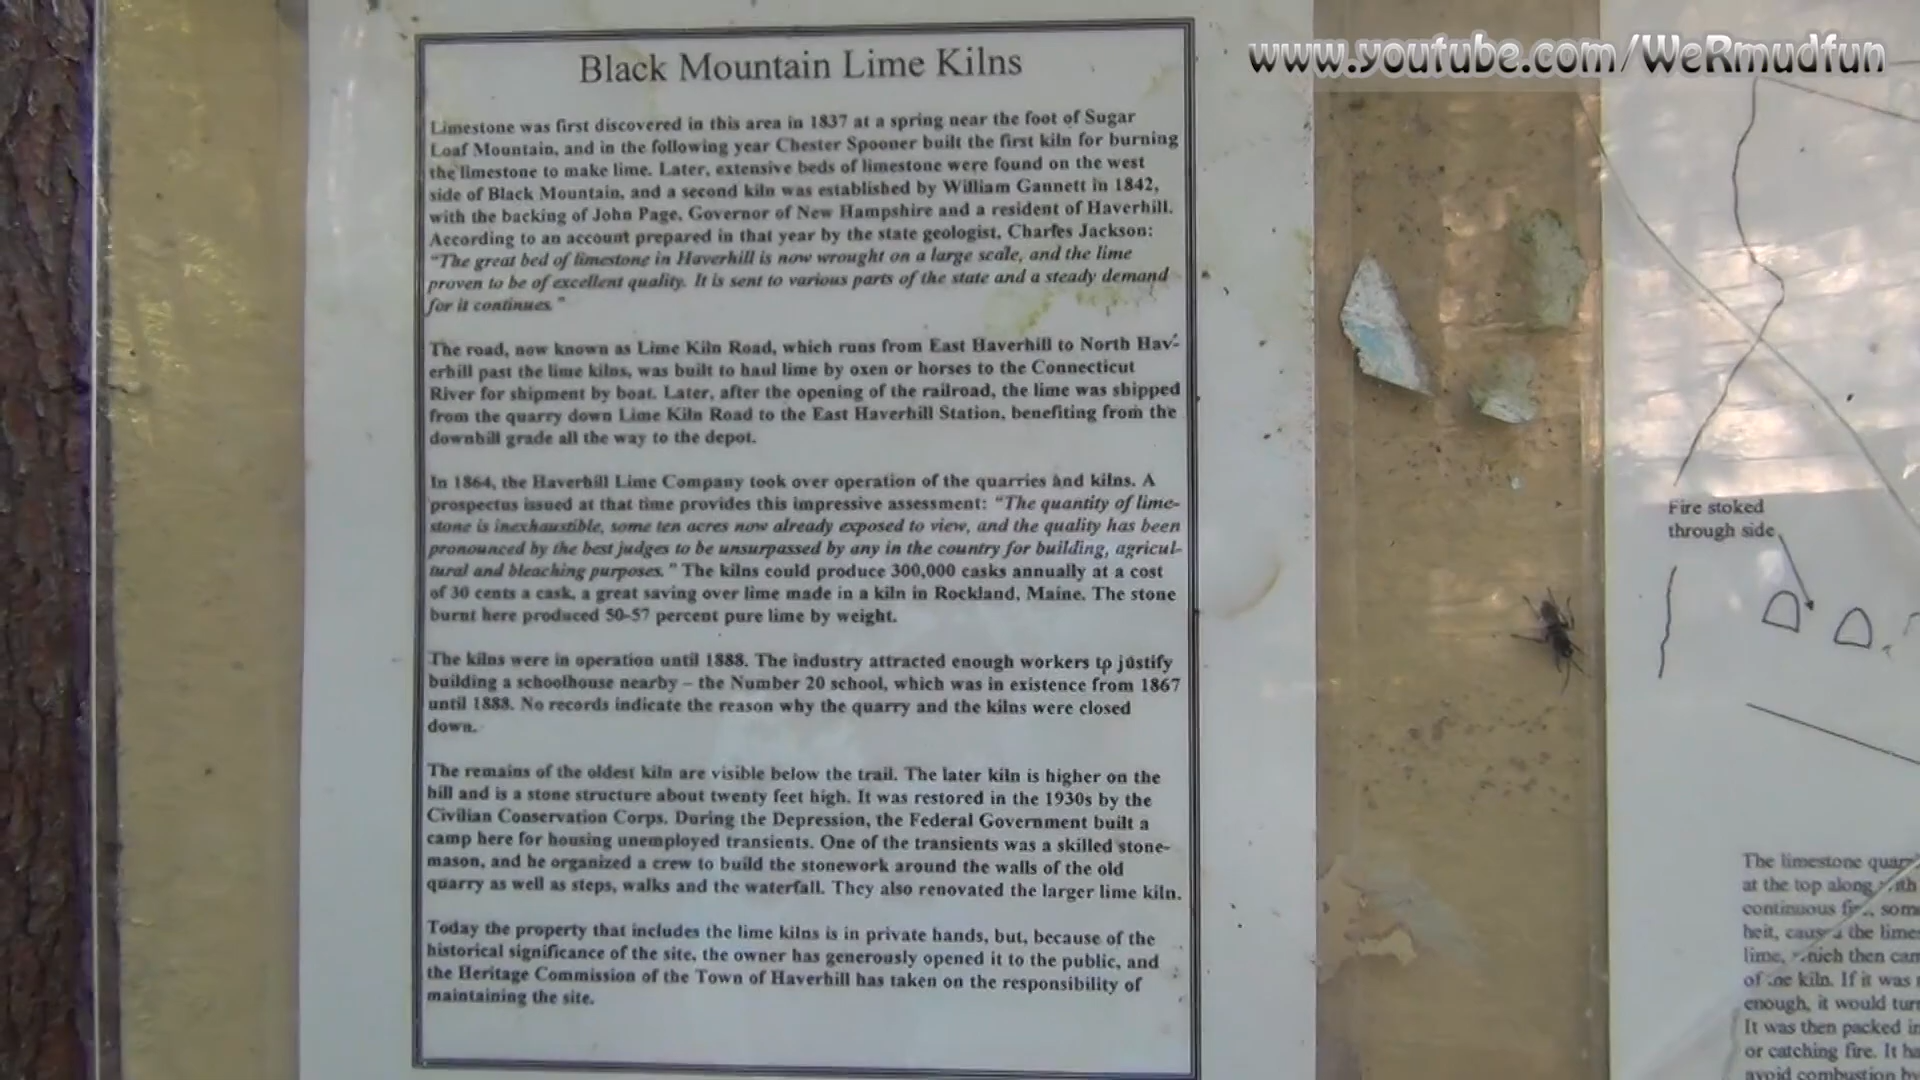 www.youtube.com/WeRmudfun
Black Mountain Lime Kilns
Limestone was first discovered in this area in 1837 at a spring near the foot of Sugar
Loaf Mountain, and in the following year Chester Spooner built the first kiln for burning
the limestone to make lime. Later, extensive beds of limestone were found on the west
side of Black Mountain, and a second kiln was established by William Gannett in 1842,
with the backing of John Page, Governor of New Hampshire and a resident of Haverhill.
According to an account prepared in that year by the state geologist, Charles Jackson:
"The great bed of limestone in Haverhill is now wrought on a large scale, and the lime
proven to be of excellent quality. It is sent to various parts of the state and a steady demand
for it continues."
The road, now known as Lime Kiln Road, which runs from East Haverhill to North Hav-
erhill past the lime kilns, was built to haul lime by oxen or horses to the Connecticut
River for shipment by boat. Later, after the opening of the railroad, the lime was shipped
from the quarry down Lime Kiln Road to the East Haverhill Station, benefiting from the
downhill grade all the way to the depot.
In 1864, the Haverhill Lime Company took over operation of the quarries and kilns. A
prospectus issued at that time provides this impressive assessment: "The quantity of lime-
stone is inexhaustible, some ten acres now already exposed to view, and the quality has been
pronounced by the best judges to be unsurpassed by any in the country for building, agricul-
tural and bleaching purposes." The kilns could produce 300,000 casks annually at a cost
of 30 cents a cask, a great saving over lime made in a kiln in Rockland, Maine. The stone
burnt here produced 50-57 percent pure lime by weight.
The kilns were in operation until 1888. The industry attracted enough workers to justify
building a schoolhouse nearby – the Number 20 school, which was in existence from 1867
until 1888. No records indicate the reason why the quarry and the kilns were closed
down.
The remains of the oldest kiln are visible below the trail. The later kiln is higher on the
hill and is a stone structure about twenty feet high. It was restored in the 1930s by the
Civilian Conservation Corps. During the Depression, the Federal Government built a
camp here for housing unemployed transients. One of the transients was a skilled stone-
mason, and he organized a crew to build the stonework around the walls of the old
quarry as well as steps, walks and the waterfall. They also renovated the larger lime kiln.
Today the property that includes the lime kilns is in private hands, but, because of the
historical significance of the site, the owner has generously opened it to the public, and
the Heritage Commission of the Town of Haverhill has taken on the responsibility of
maintaining the site.
Fire stoked
through side
The limestone
at the top along
continuous some
heit, the
lime, then
of kiln. If it was
enough, it would
It was then packed
or catching fire. It
avoid combustion